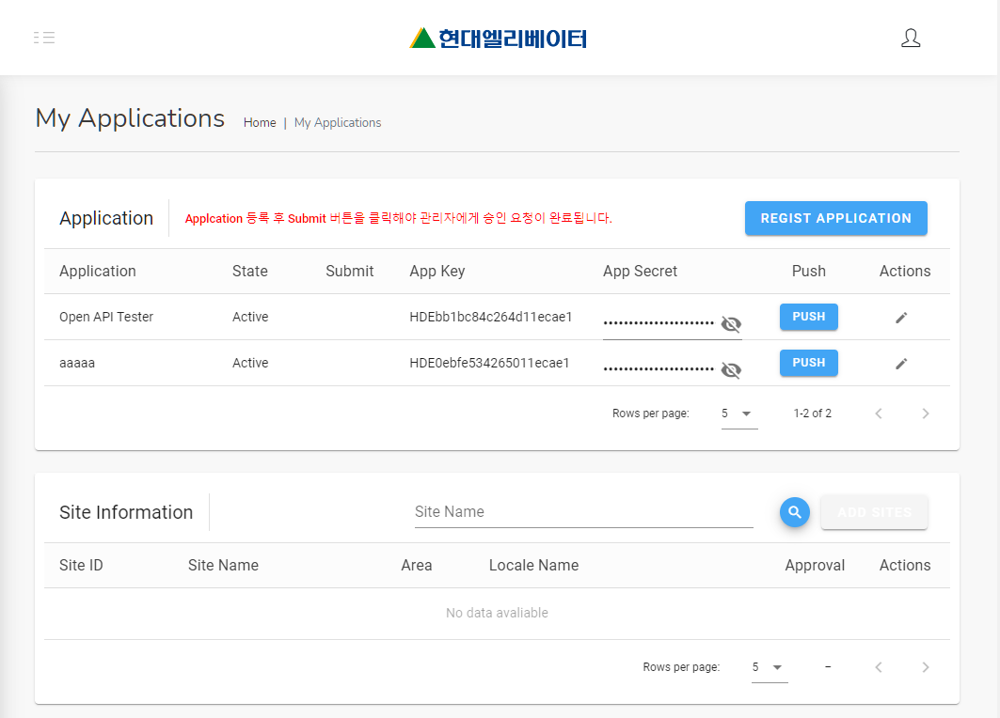 현대엘리베이터
My Applications Home | My Applications
Application Applcation 등록 후 Submit 버튼을 클릭해야 관리자에게 승인 요청이 완료됩니다. REGIST APPLICATION
Application State Submit App Key App Secret Push Actions
Open API Tester Active HDEbb1bc84c264d11ecae1 •••••••••••••••••••••• PUSH
aaaaa Active HDE0ebfe534265011ecae1 •••••••••••••••••••••• PUSH
Rows per page: 5 1-2 of 2
Site Information Site Name ADD SITES
Site ID Site Name Area Locale Name Approval Actions
No data avaliable
Rows per page: 5 –